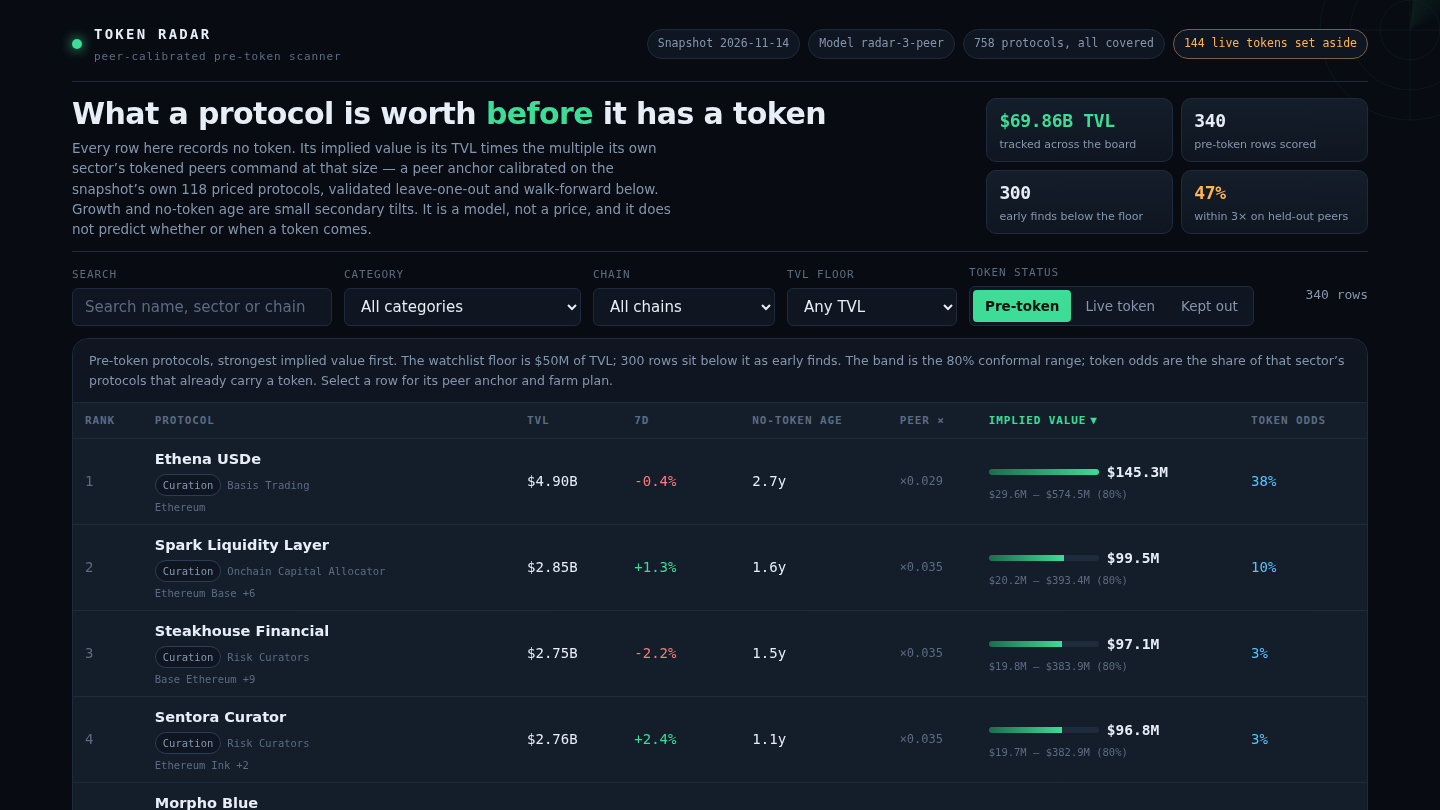 TOKEN RADAR
peer-calibrated pre-token scanner
Snapshot 2026-11-14
Model radar-3-peer
758 protocols, all covered
144 live tokens set aside
What a protocol is worth before it has a token
Every row here records no token. Its implied value is its TVL times the multiple its own
sector’s tokened peers command at that size — a peer anchor calibrated on the
snapshot’s own 118 priced protocols, validated leave-one-out and walk-forward below.
Growth and no-token age are small secondary tilts. It is a model, not a price, and it does
not predict whether or when a token comes.
$69.86B TVL
tracked across the board
340
pre-token rows scored
300
early finds below the floor
47%
within 3× on held-out peers
SEARCH
Search name, sector or chain
CATEGORY
All categories
CHAIN
All chains
TVL FLOOR
Any TVL
TOKEN STATUS
Pre-token
Live token
Kept out
340 rows
Pre-token protocols, strongest implied value first. The watchlist floor is $50M of TVL; 300 rows sit below it as early finds. The band is the 80% conformal range; token odds are the share of that sector’s
protocols that already carry a token. Select a row for its peer anchor and farm plan.
RANK PROTOCOL TVL 7D NO-TOKEN AGE PEER × IMPLIED VALUE ▼ TOKEN ODDS
1
Ethena USDe
Curation Basis Trading
Ethereum
$4.90B
-0.4%
2.7y
×0.029
$145.3M
$29.6M — $574.5M (80%)
38%
2
Spark Liquidity Layer
Curation Onchain Capital Allocator
Ethereum Base +6
$2.85B
+1.3%
1.6y
×0.035
$99.5M
$20.2M — $393.4M (80%)
10%
3
Steakhouse Financial
Curation Risk Curators
Base Ethereum +9
$2.75B
-2.2%
1.5y
×0.035
$97.1M
$19.8M — $383.9M (80%)
3%
4
Sentora Curator
Curation Risk Curators
Ethereum Ink +2
$2.76B
+2.4%
1.1y
×0.035
$96.8M
$19.7M — $382.9M (80%)
3%
Morpho Blue